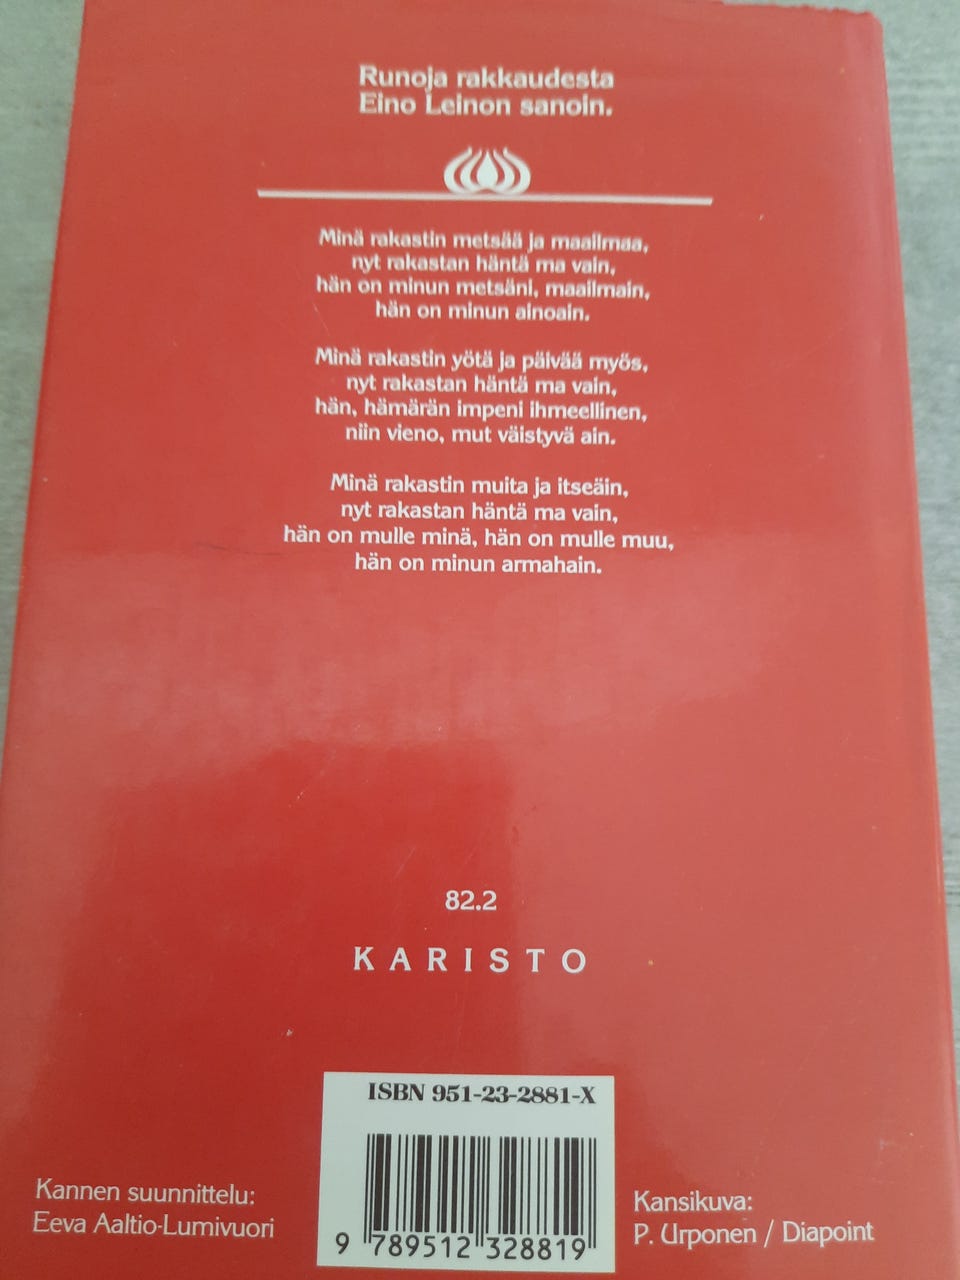 Runoja rakkaudesta
Eino Leinon sanoin.
Minä rakastin metsää ja maailmaa,
nyt rakastan häntä ma vain,
hän on minun metsäni, maailmain,
hän on minun ainoain.
Minä rakastin yötä ja päivää myös,
nyt rakastan häntä ma vain,
hän, hämärän impeni ihmeellinen,
niin vieno, mut väistyvä ain.
Minä rakastin muita ja itseäin,
nyt rakastan häntä ma vain,
hän on mulle minä, hän on mulle muu,
hän on minun armahain.
82.2
KARISTO
ISBN 951-23-2881-X
9 789512 328819
Kannen suunnittelu:
Eeva Aaltio-Lumivuori
Kansikuva:
P. Urponen / Diapoint